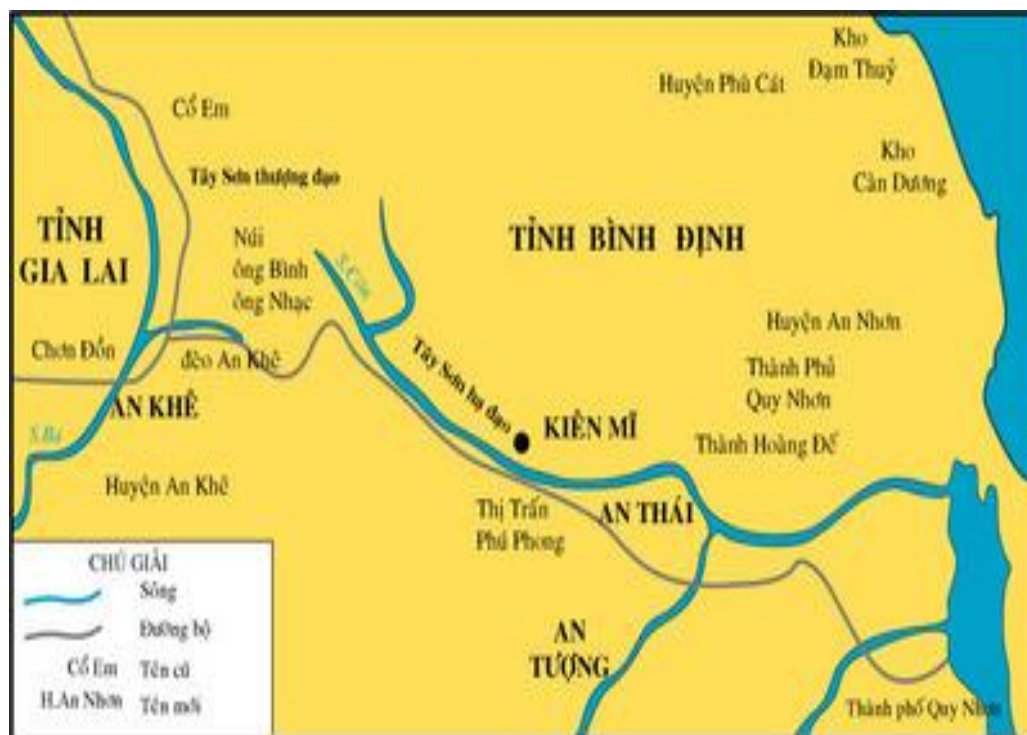 Kho
Đạm Thuỷ
Huyện Phù Cát
Cổ Em
Kho
Càn Dương
Tây Sơn thượng đạo
TỈNH
GIA LAI
Núi
ông Bình
ông Nhạc
TỈNH BÌNH ĐỊNH
S.Côn
Huyện An Nhơn
Chơn Đồn
đèo An Khê
Tây Sơn hạ đạo
Thành Phủ
Quy Nhơn
AN KHÊ
KIÊN MĨ
Thành Hoàng Đế
S.Ba
Huyện An Khê
Thị Trấn
Phú Phong
AN THÁI
CHÚ GIẢI
Sông
Đường bộ
Cổ Em Tên cũ
H.An Nhơn Tên mới
AN
TƯỢNG
Thành phố Quy Nhơn